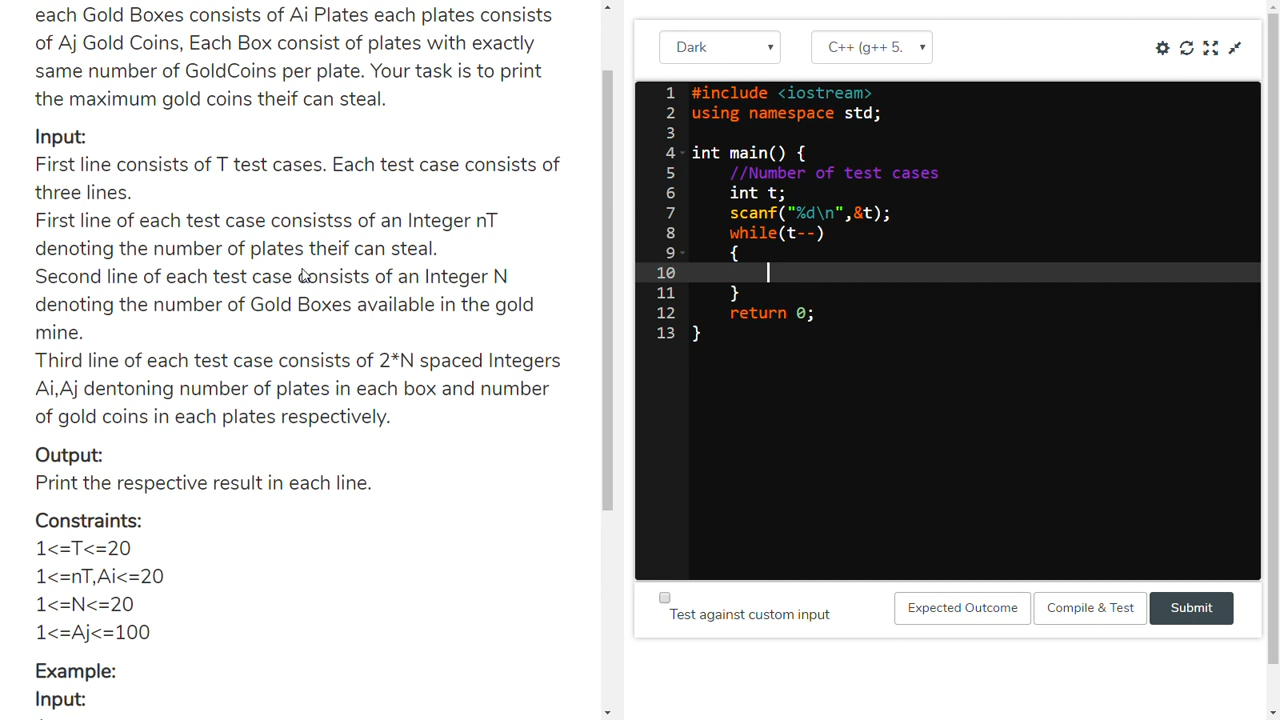 each Gold Boxes consists of Ai Plates each plates consists
of Aj Gold Coins, Each Box consist of plates with exactly
same number of GoldCoins per plate. Your task is to print
the maximum gold coins theif can steal.
Input:
First line consists of T test cases. Each test case consists of
three lines.
First line of each test case consistss of an Integer nT
denoting the number of plates theif can steal.
Second line of each test case consists of an Integer N
denoting the number of Gold Boxes available in the gold
mine.
Third line of each test case consists of 2*N spaced Integers
Ai,Aj dentoning number of plates in each box and number
of gold coins in each plates respectively.
Output:
Print the respective result in each line.
Constraints:
1<=T<=20
1<=nT,Ai<=20
1<=N<=20
1<=Aj<=100
Example:
Input:
Dark
C++ (g++ 5.
1 #include <iostream>
2 using namespace std;
3
4 int main() {
5 //Number of test cases
6 int t;
7 scanf("%d\n",&t);
8 while(t--)
9 {
10
11 }
12 return 0;
13 }
Test against custom input
Expected Outcome
Compile & Test
Submit